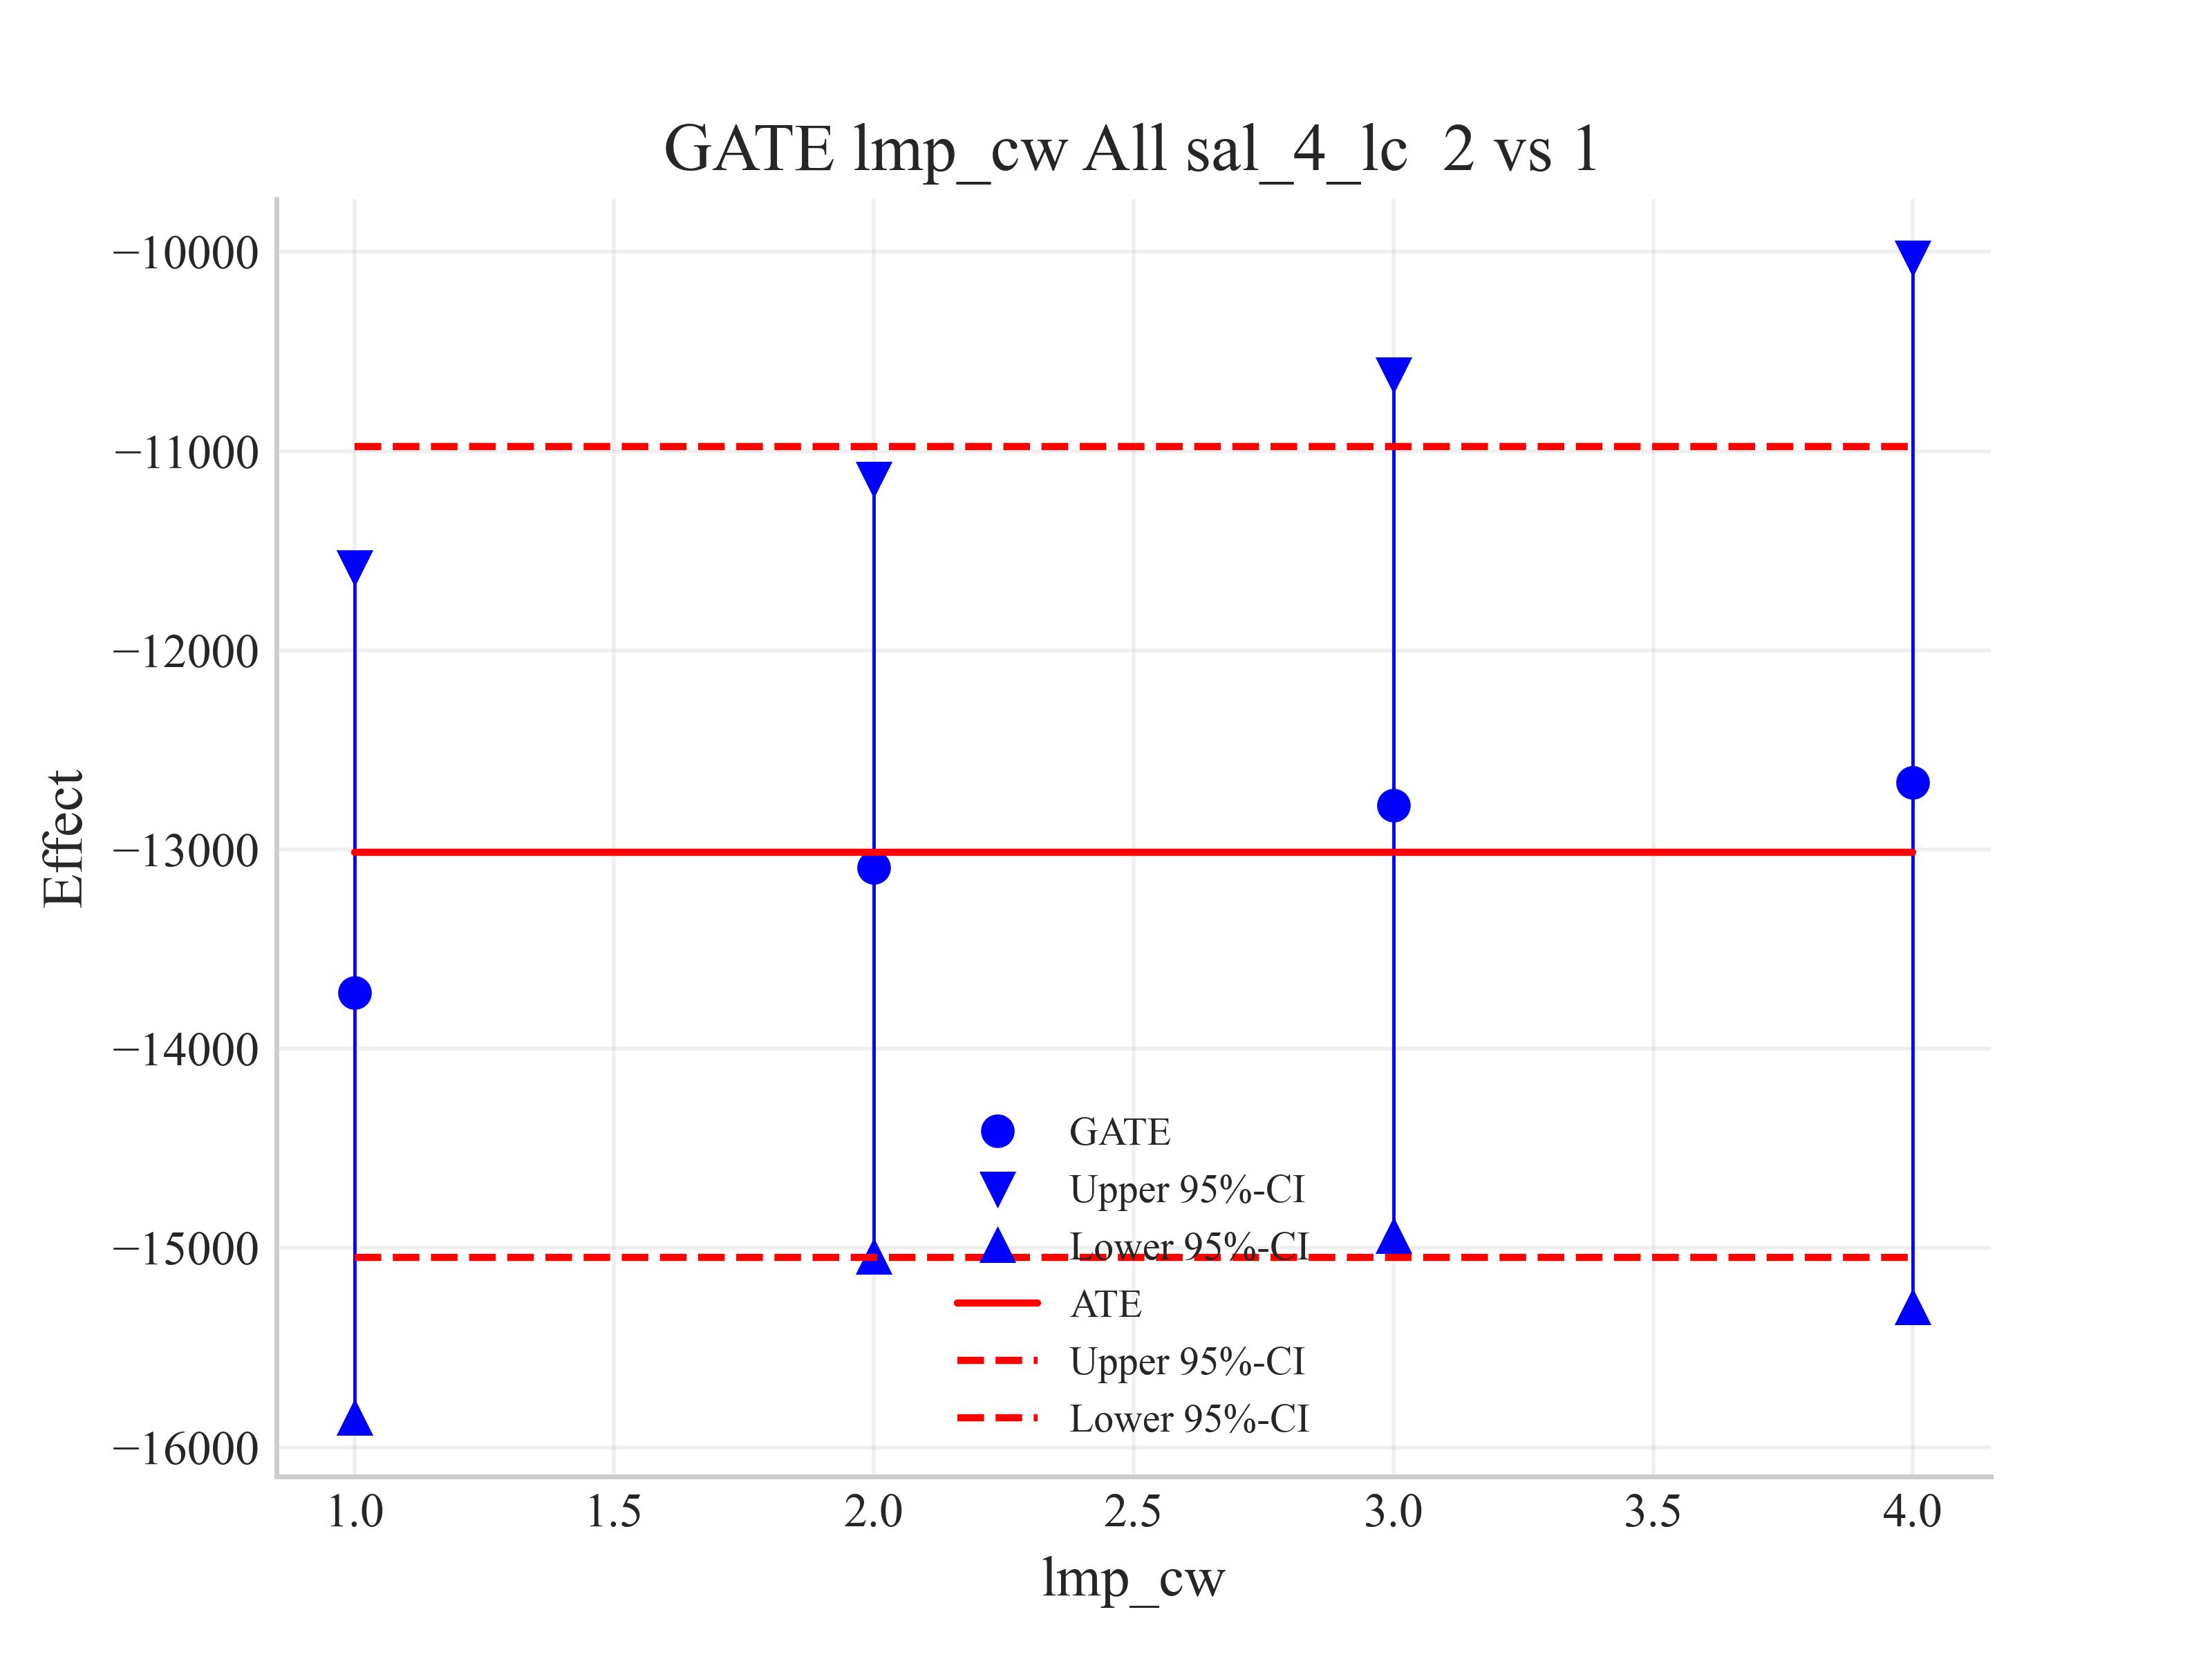 GATE lmp_cw All sal_4_lc  2 vs 1
−10000
−11000
−12000
−13000
−14000
−15000
−16000
Effect
GATE
Upper 95%-CI
Lower 95%-CI
ATE
Upper 95%-CI
Lower 95%-CI
1.0 1.5 2.0 2.5 3.0 3.5 4.0
lmp_cw